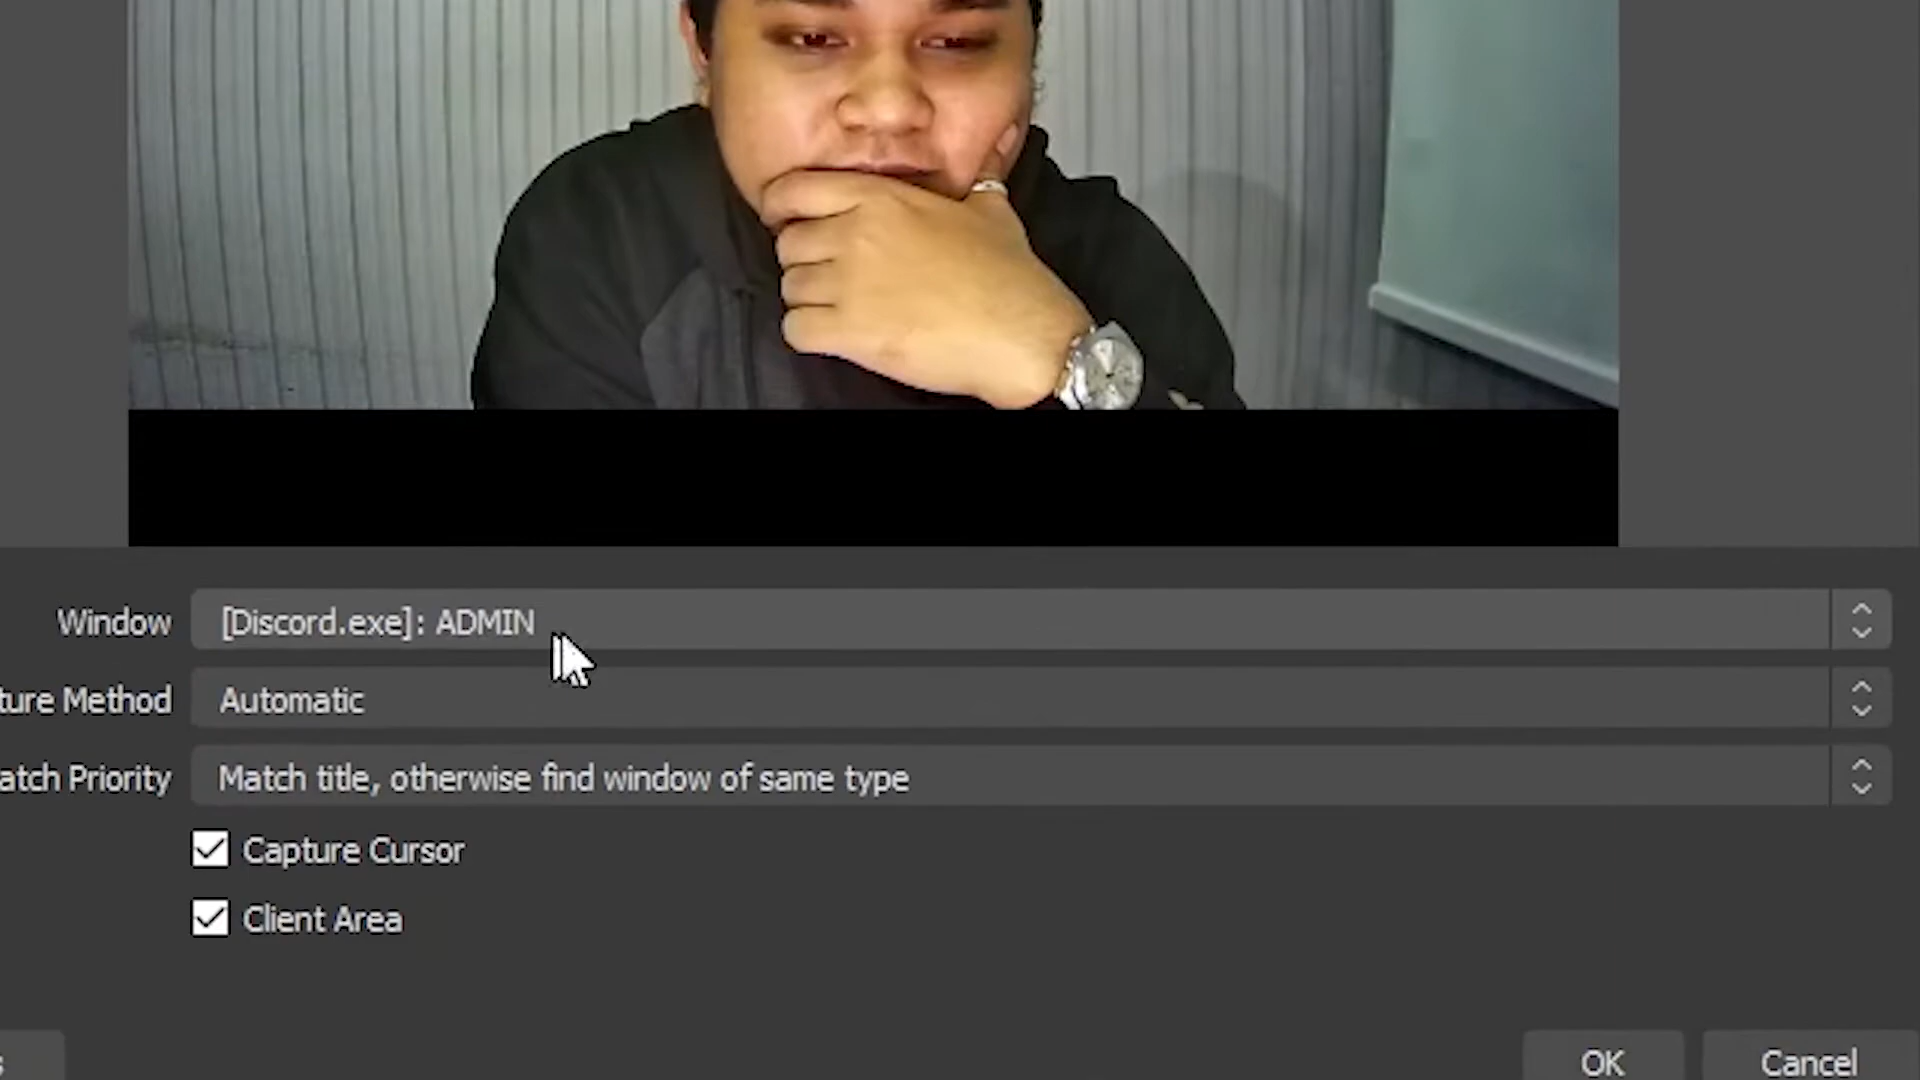 Window [Discord.exe]: ADMIN
ture Method Automatic
atch Priority Match title, otherwise find window of same type
Capture Cursor
Client Area
s OK Cancel